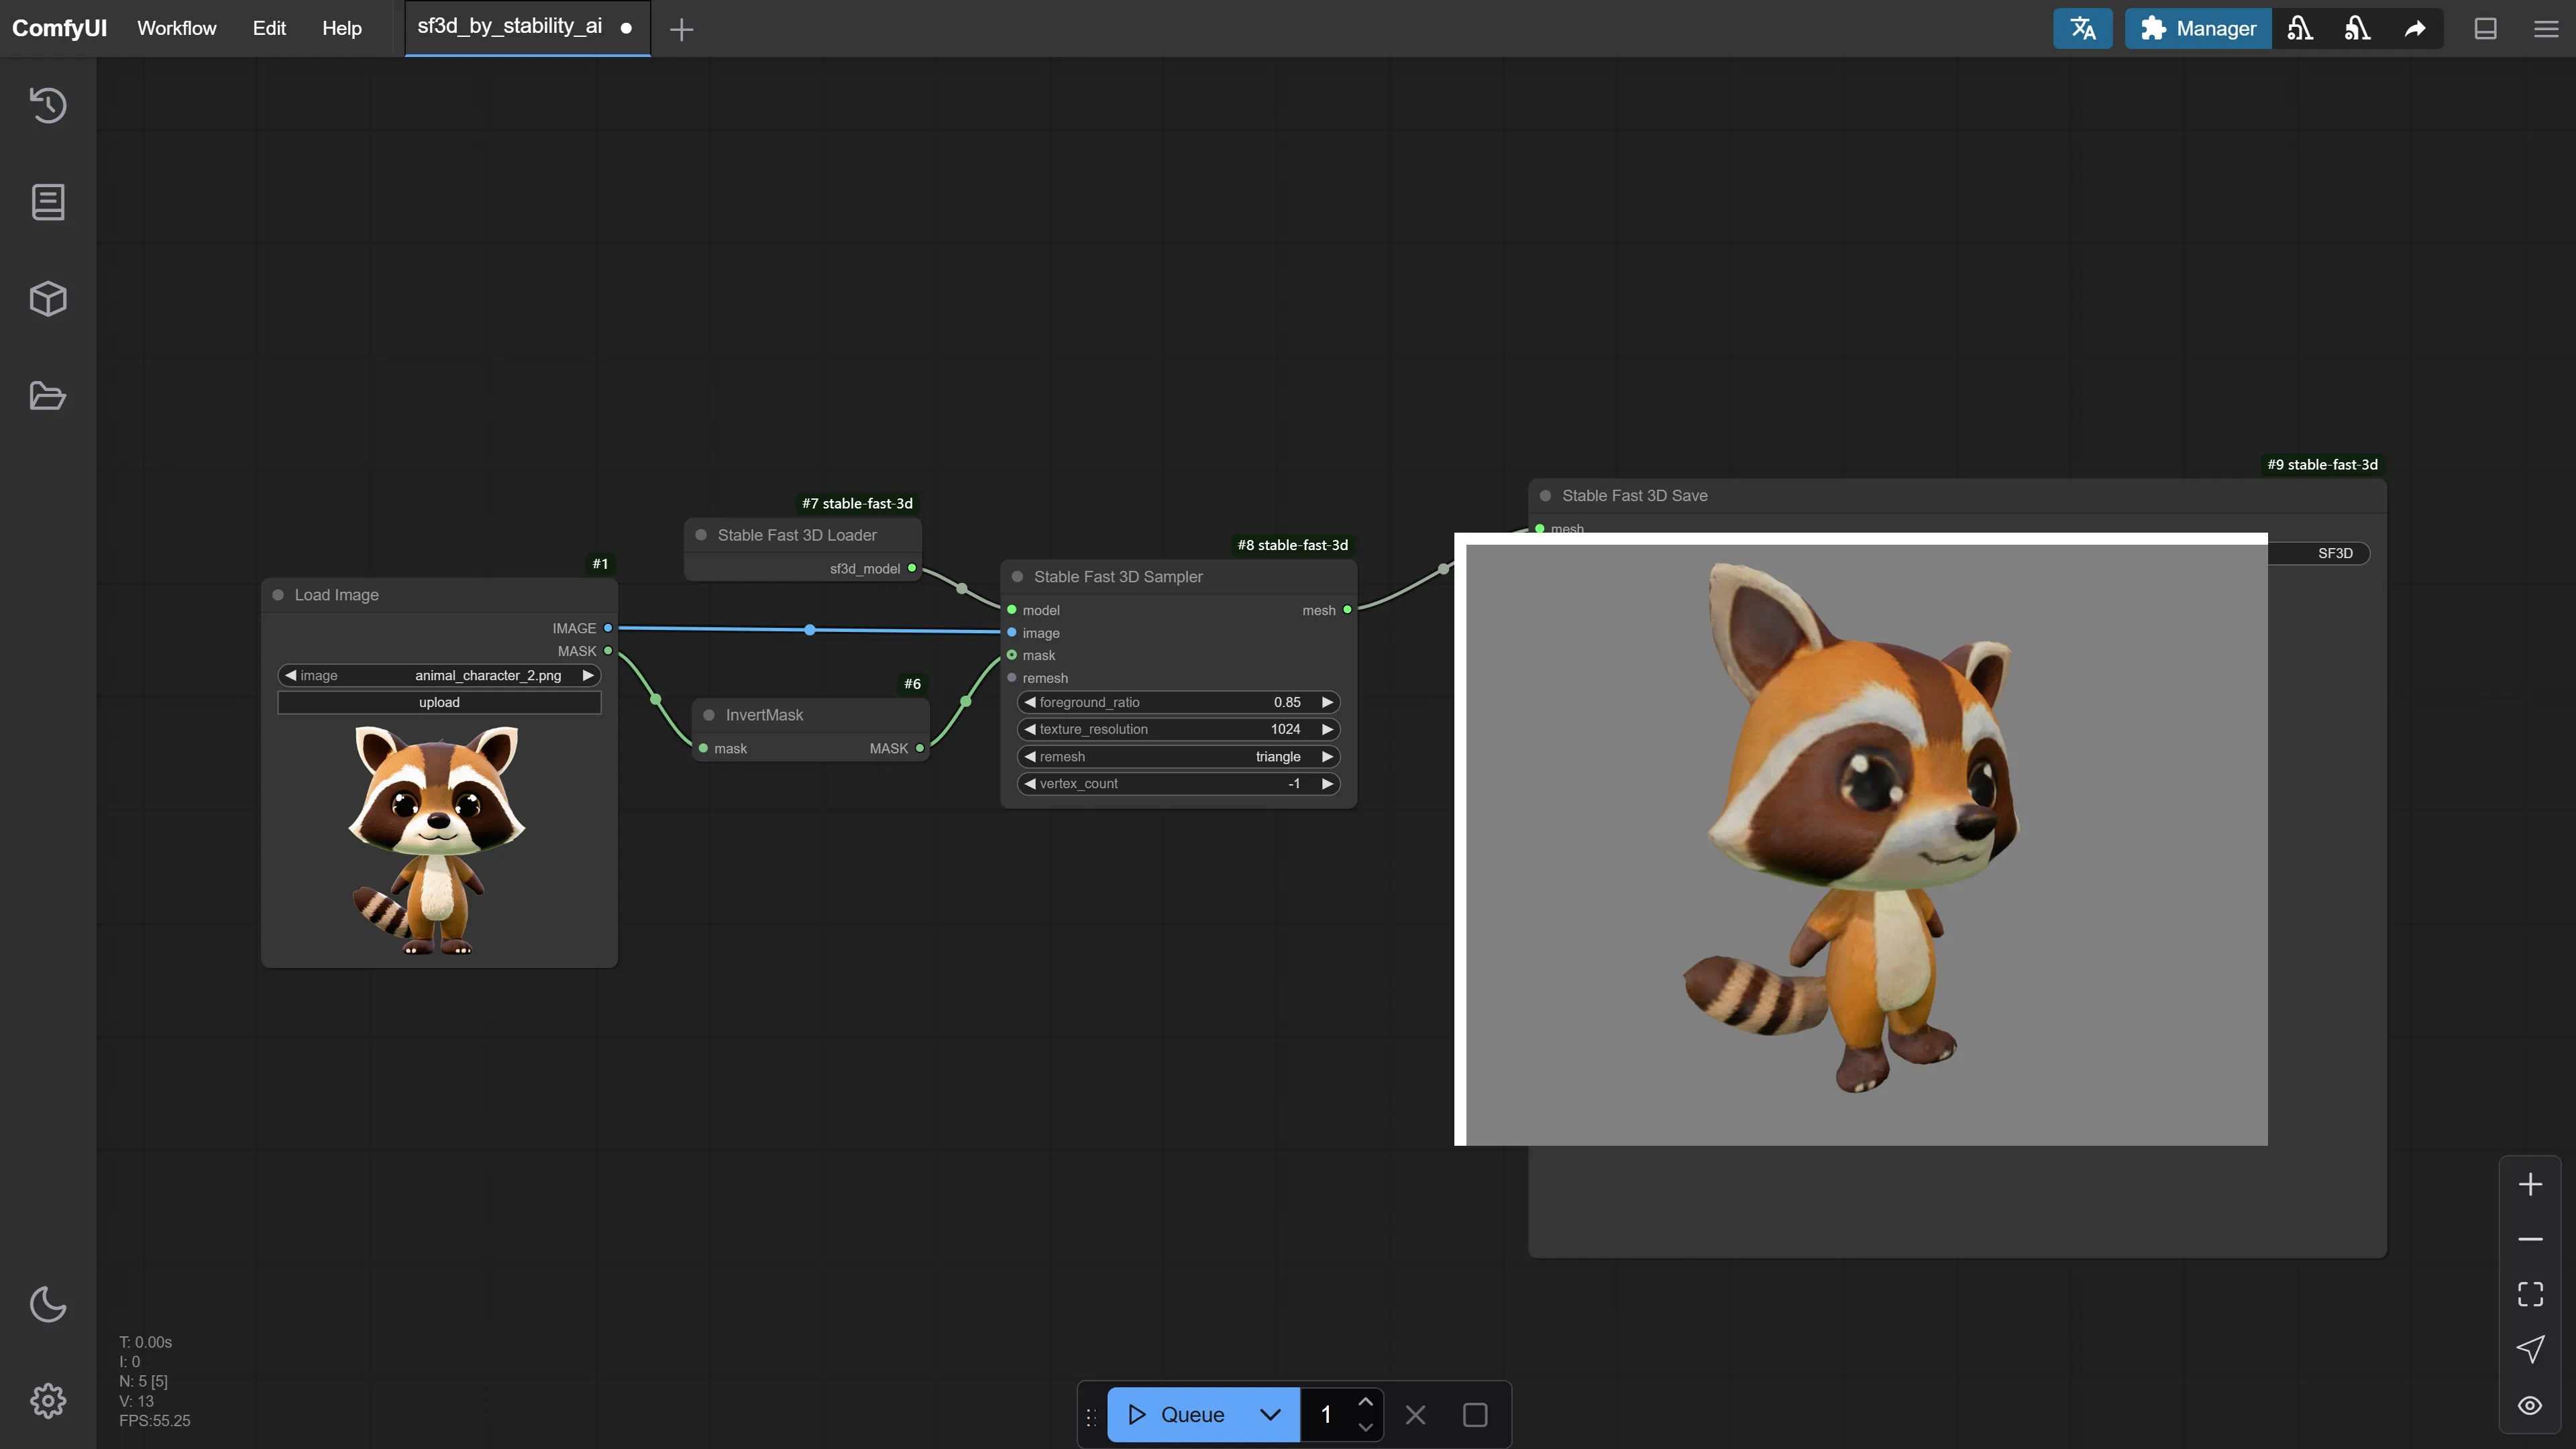 ComfyUI Workflow Edit Help sf3d_by_stability_ai Manager
#9 stable-fast-3d
Stable Fast 3D Save
mesh
SF3D
#7 stable-fast-3d
Stable Fast 3D Loader
sf3d_model
#8 stable-fast-3d
Stable Fast 3D Sampler
model mesh
image
mask
remesh
foreground_ratio 0.85
texture_resolution 1024
remesh triangle
vertex_count -1
#1
Load Image
IMAGE
MASK
image animal_character_2.png
upload
#6
InvertMask
mask MASK
T: 0.00s
I: 0
N: 5 [5]
V: 13
FPS:55.25
Queue 1